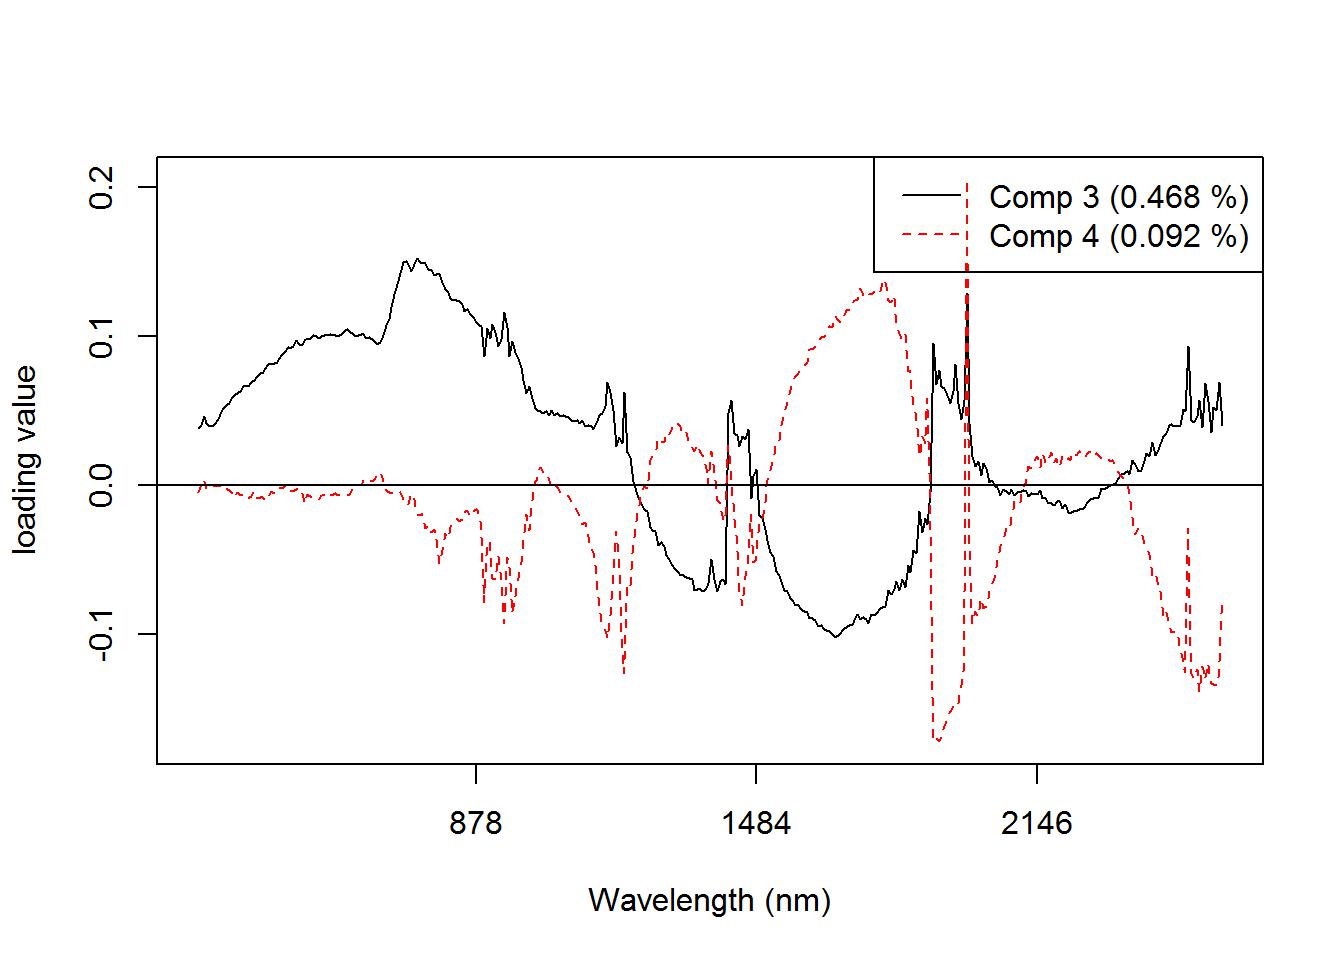 Comp 3 (0.468 %)
Comp 4 (0.092 %)
0.2
0.1
0.0
-0.1
loading value
878
1484
2146
Wavelength (nm)